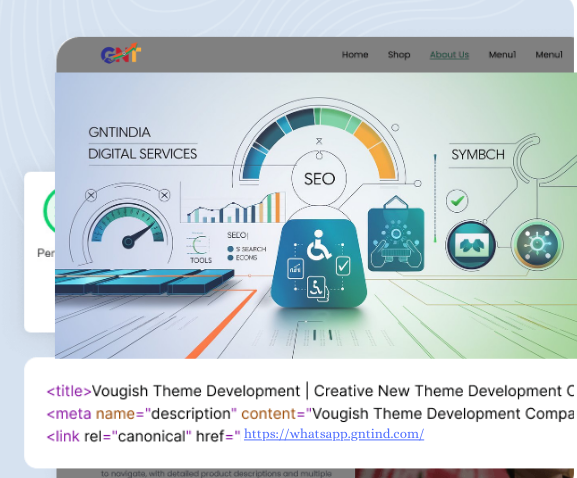 GNT
Home Shop About Us Menu1 Menu1
GNTINDIA
DIGITAL SERVICES
SEO
SYMBCH
SECO|
S SEARCH
ECOMS
TOOLS
Per
<title>Vougish Theme Development | Creative New Theme Development C
<meta name="description" content="Vougish Theme Development Compa
<link rel="canonical" href=" https://whatsapp.gntind.com/
to navigate, with detailed product descriptions and multiple